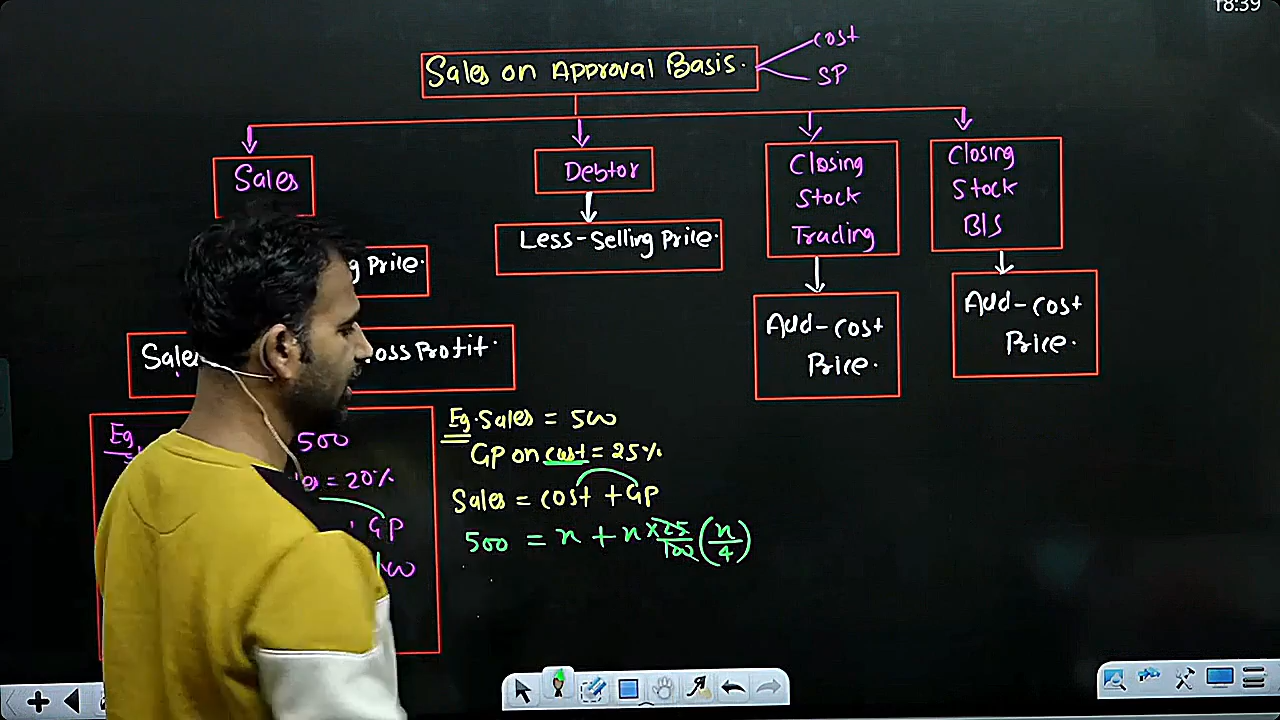 18:39
Sales on Approval Basis.
Cost
SP
Sales
Debtor
Closing
Stock
Trading
Closing
Stock
B/S
g Price.
Less-Selling Price.
Add-cost
Price.
Add-cost
Price.
Sales
oss Profit.
Eg
500
es = 20%
+ GP
Eg. Sales = 500
GP on cost = 25%
Sales = cost + GP
500 = x + x × 25/100 (x/4)